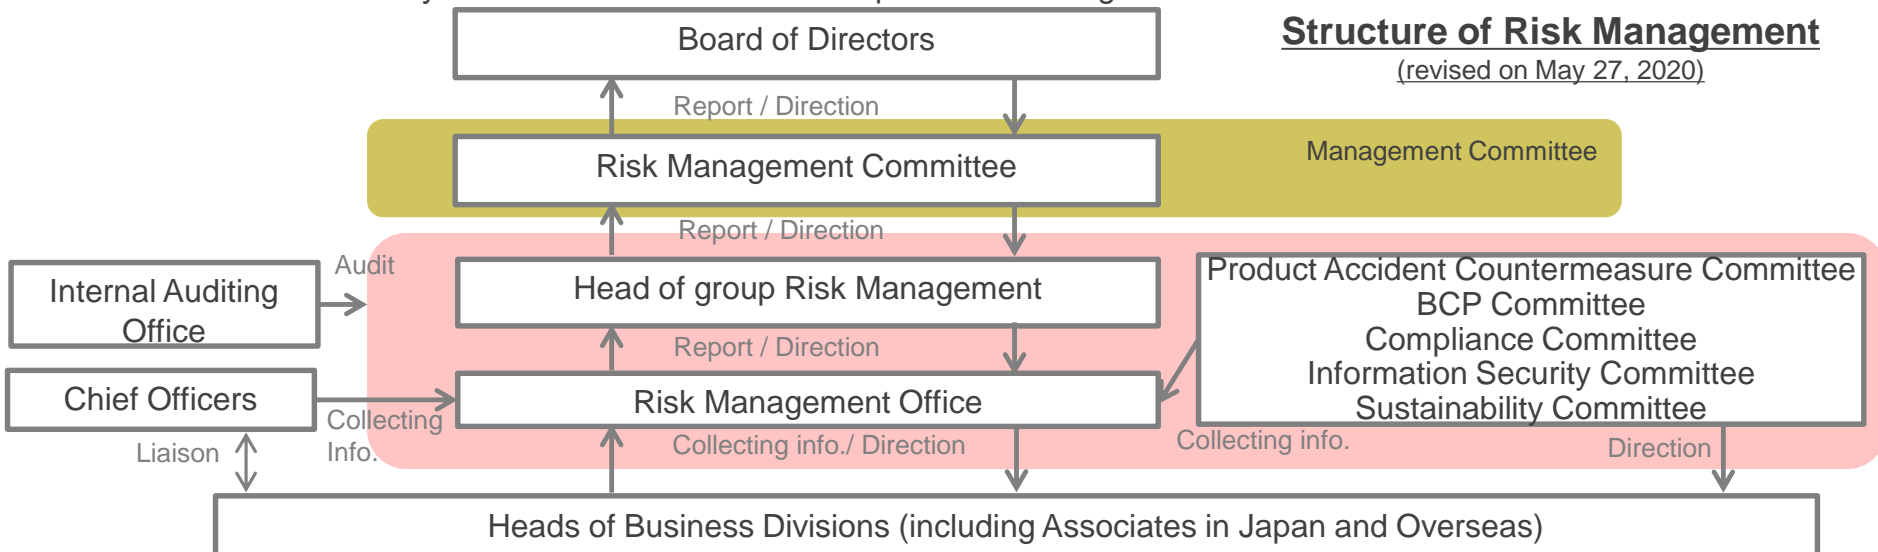 Board of Directors
Structure of Risk Management
(revised on May 27, 2020)
Report / Direction
Risk Management Committee
Management Committee
Report / Direction
Audit
Internal Auditing
Office
Head of group Risk Management
Product Accident Countermeasure Committee
BCP Committee
Compliance Committee
Information Security Committee
Sustainability Committee
Report / Direction
Chief Officers
Risk Management Office
Collecting
Info.
Liaison
Collecting info./ Direction
Collecting info.
Direction
Heads of Business Divisions (including Associates in Japan and Overseas)